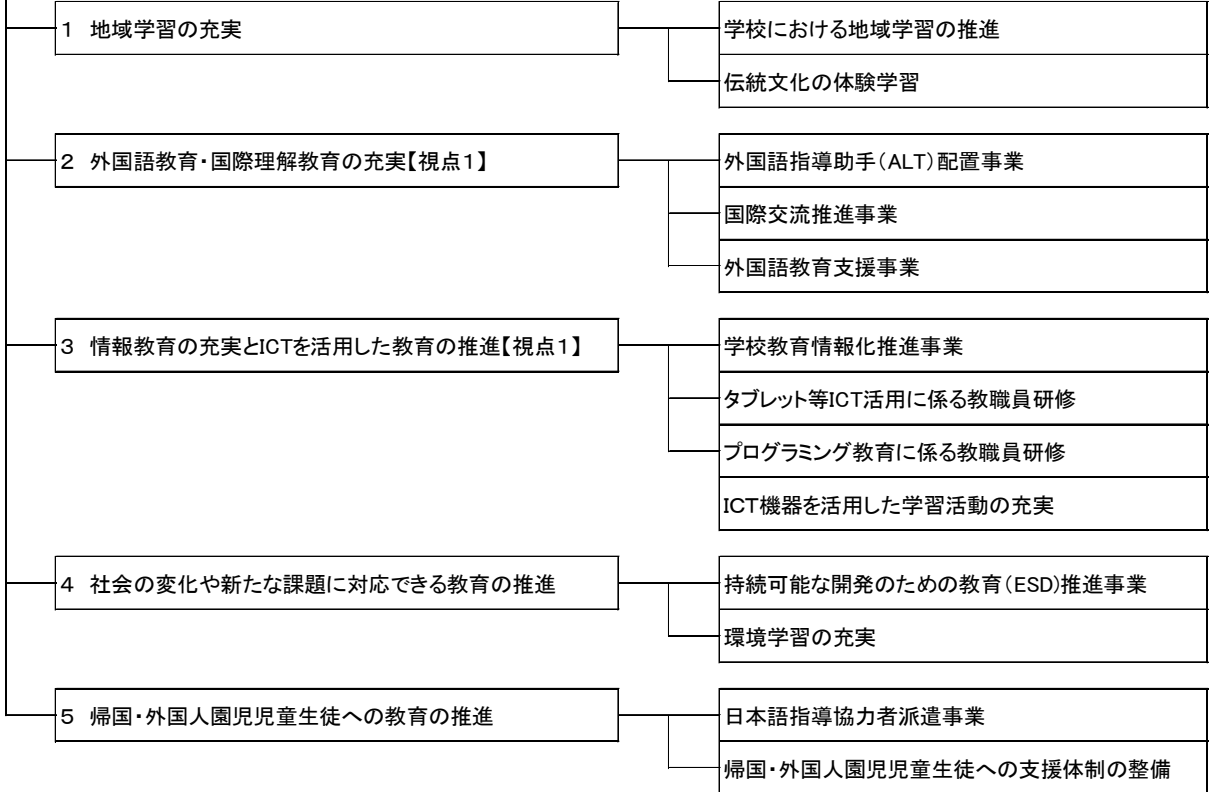 1 地域学習の充実
学校における地域学習の推進
伝統文化の体験学習
2 外国語教育・国際理解教育の充実【視点1】
外国語指導助手(ALT)配置事業
国際交流推進事業
外国語教育支援事業
3 情報教育の充実とICTを活用した教育の推進【視点1】
学校教育情報化推進事業
タブレット等ICT活用に係る教職員研修
プログラミング教育に係る教職員研修
ICT機器を活用した学習活動の充実
4 社会の変化や新たな課題に対応できる教育の推進
持続可能な開発のための教育(ESD)推進事業
環境学習の充実
5 帰国・外国人園児児童生徒への教育の推進
日本語指導協力者派遣事業
帰国・外国人園児児童生徒への支援体制の整備